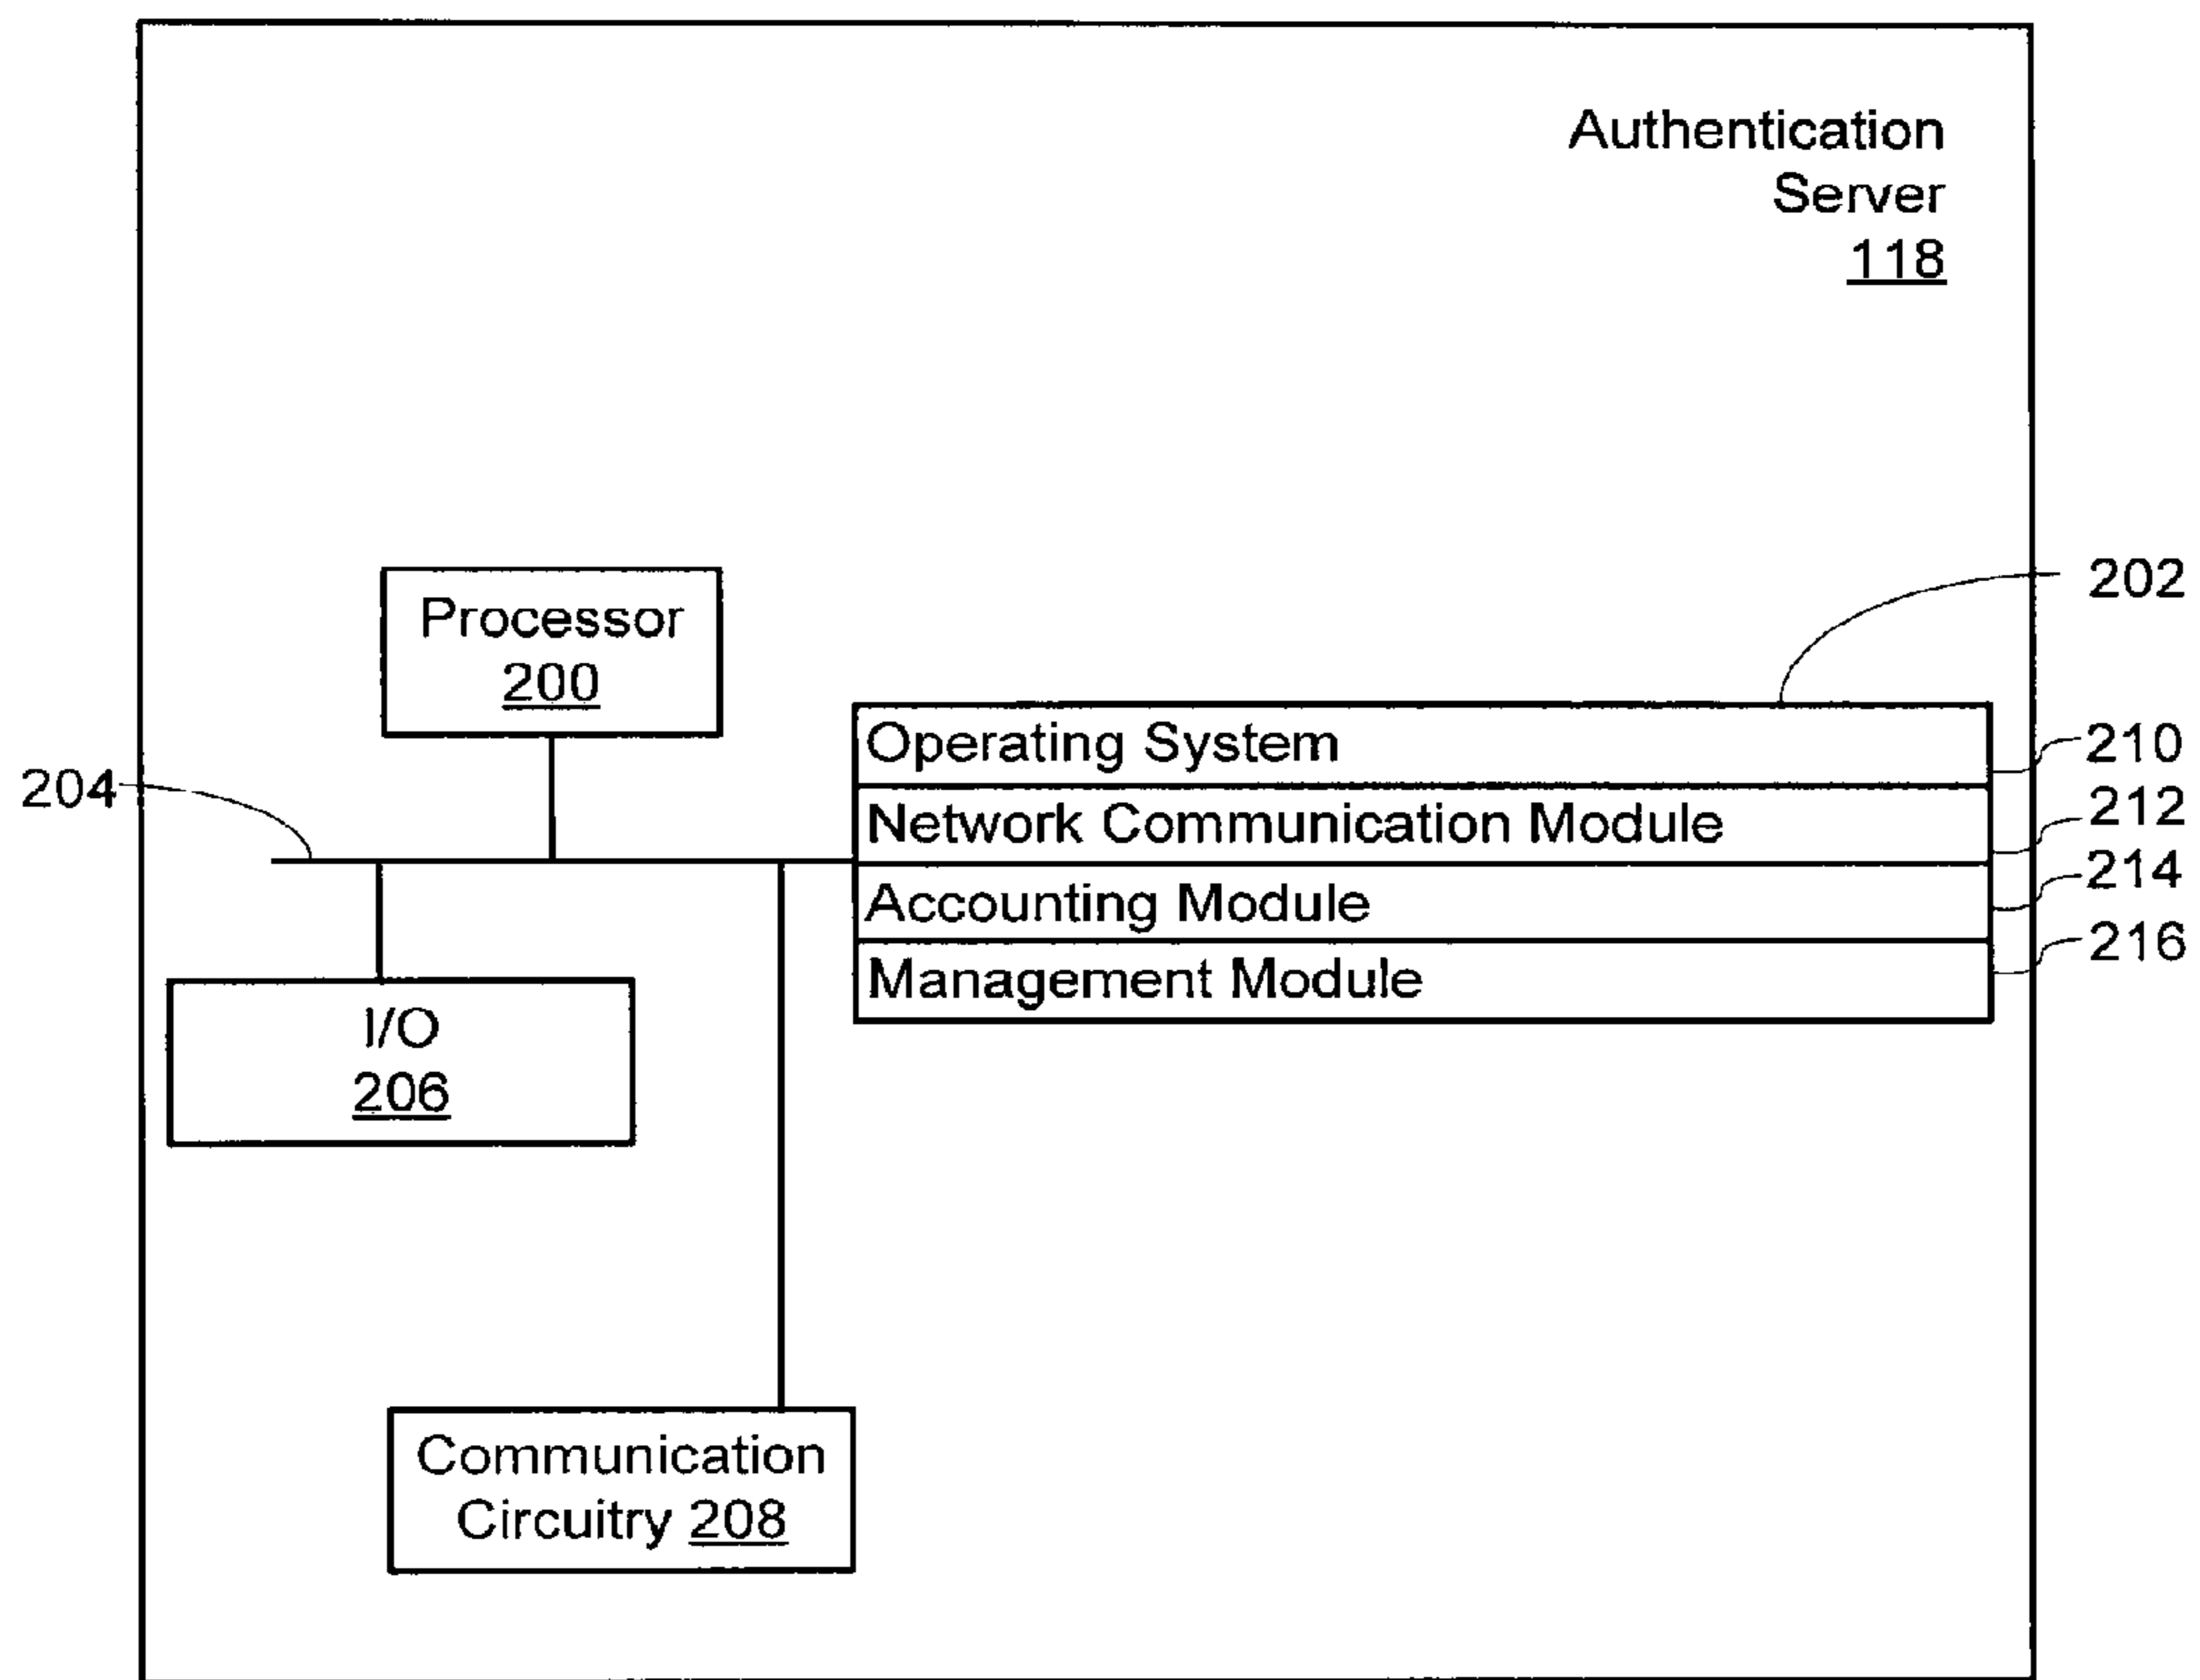 Authentication
Server
118
Processor
200
202
Operating System
210
204
Network Communication Module
212
Accounting Module
214
Management Module
216
I/O
206
Communication
Circuitry 208